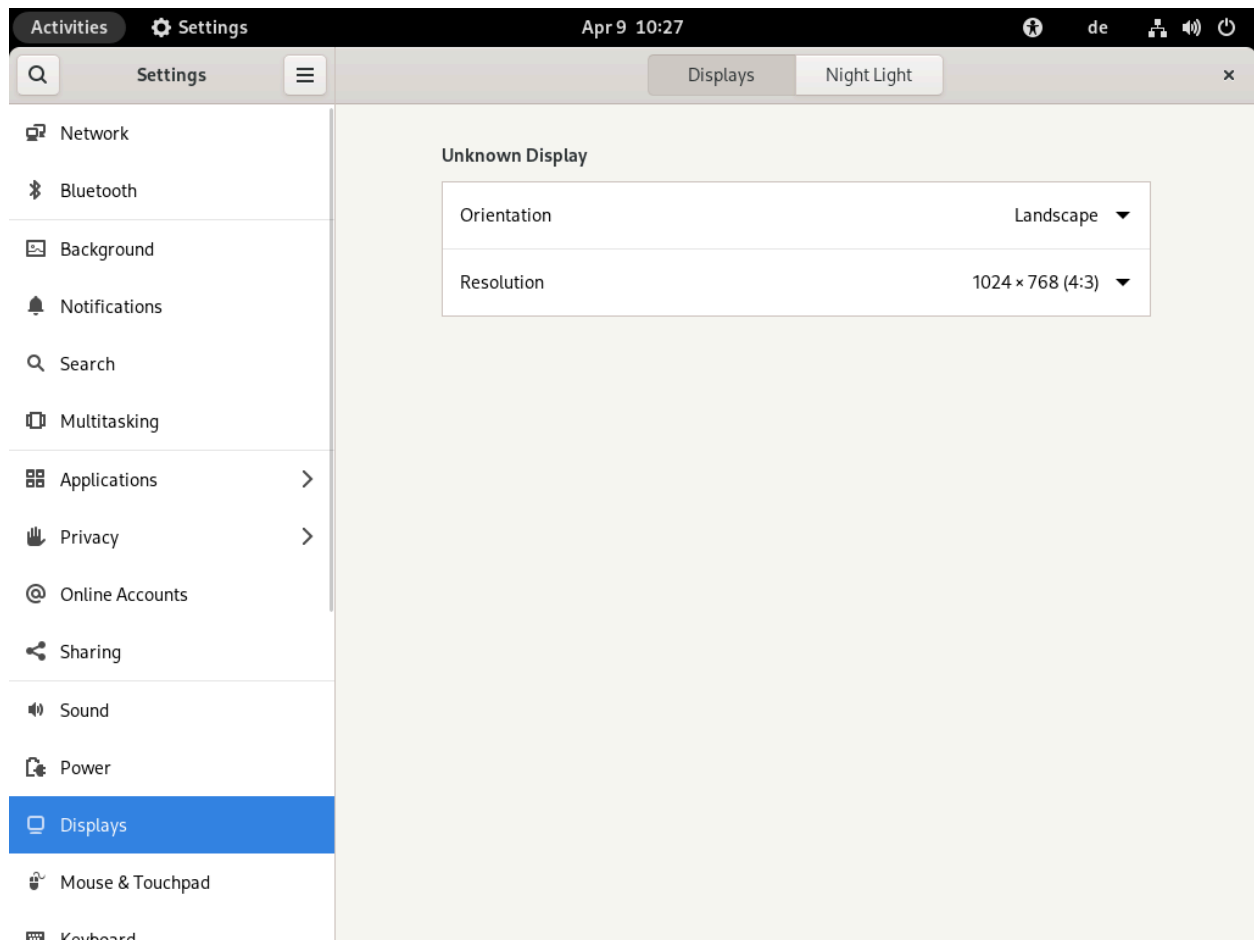 Activities Settings Apr 9 10:27 de
Settings Displays Night Light
Network
Bluetooth
Background
Notifications
Search
Multitasking
Applications
Privacy
Online Accounts
Sharing
Sound
Power
Displays
Mouse & Touchpad
Keyboard
Unknown Display
Orientation Landscape
Resolution 1024 × 768 (4:3)